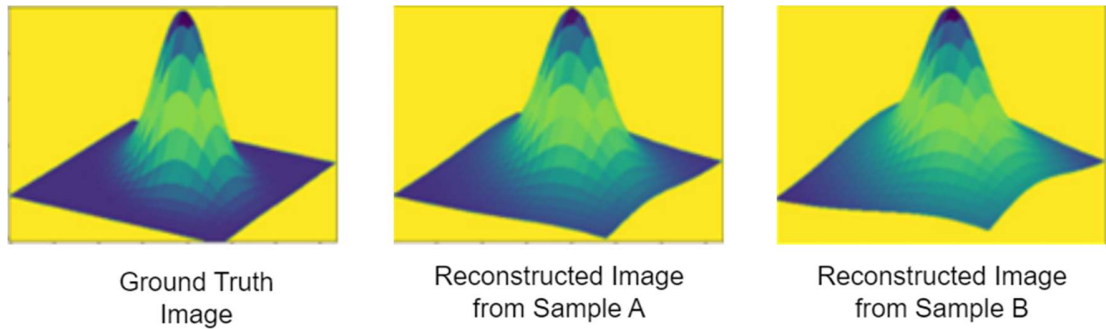 Ground Truth
Image
Reconstructed Image
from Sample A
Reconstructed Image
from Sample B